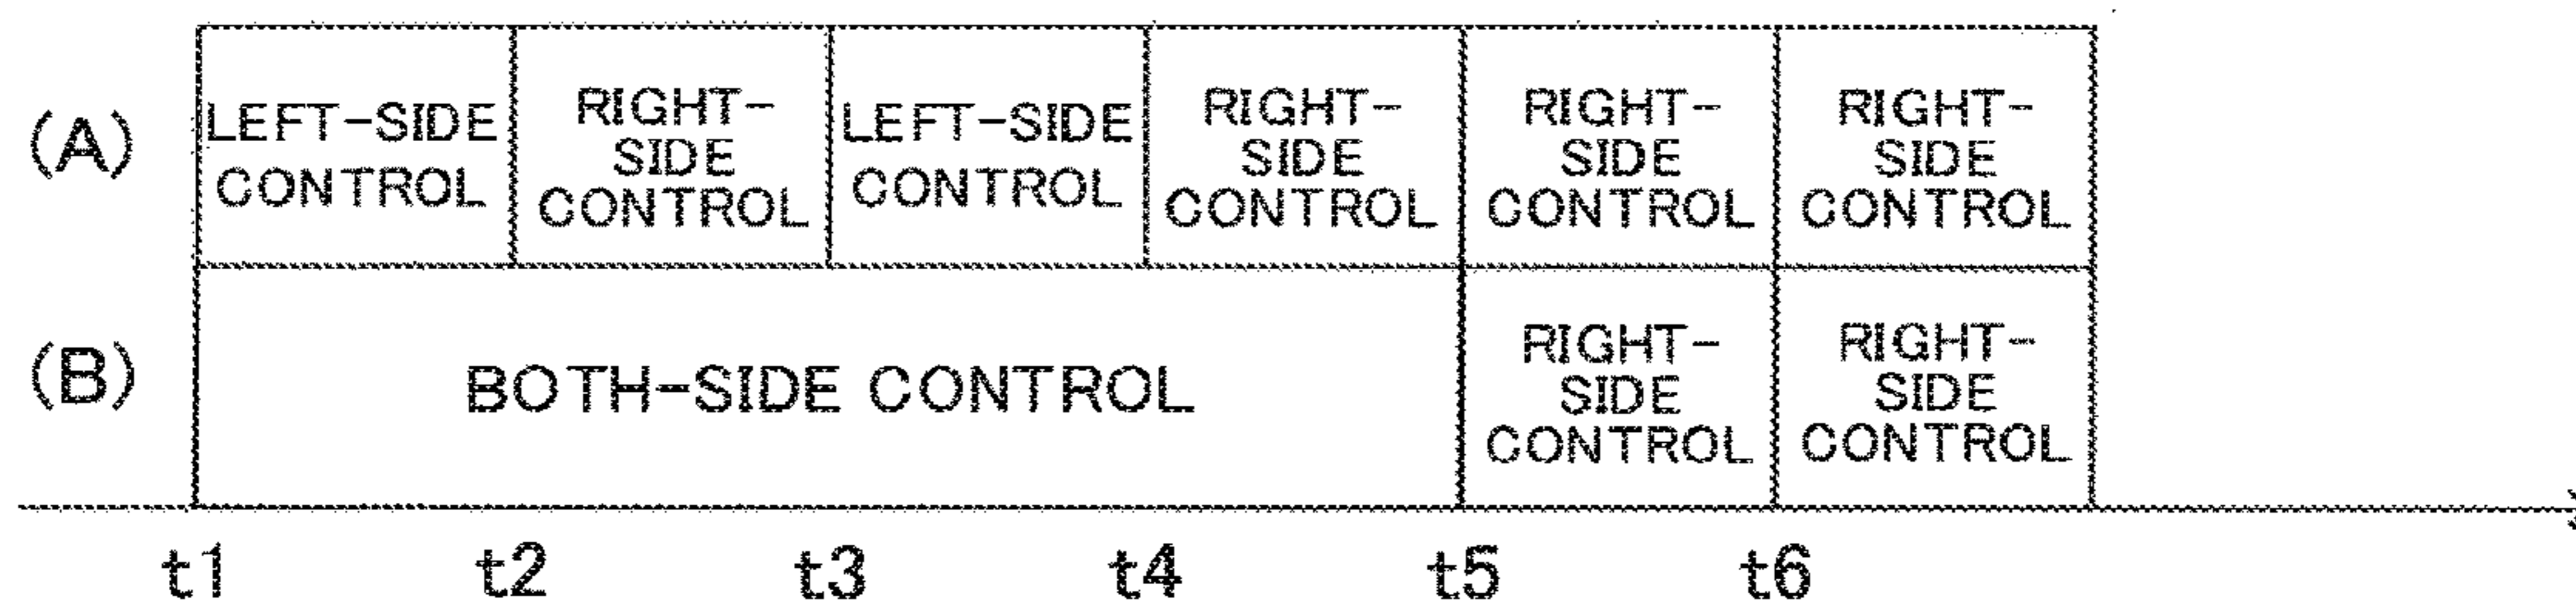 (A)
LEFT-SIDE
CONTROL
RIGHT-
SIDE
CONTROL
LEFT-SIDE
CONTROL
RIGHT-
SIDE
CONTROL
RIGHT-
SIDE
CONTROL
RIGHT-
SIDE
CONTROL
(B)
BOTH-SIDE CONTROL
RIGHT-
SIDE
CONTROL
RIGHT-
SIDE
CONTROL
t1 t2 t3 t4 t5 t6